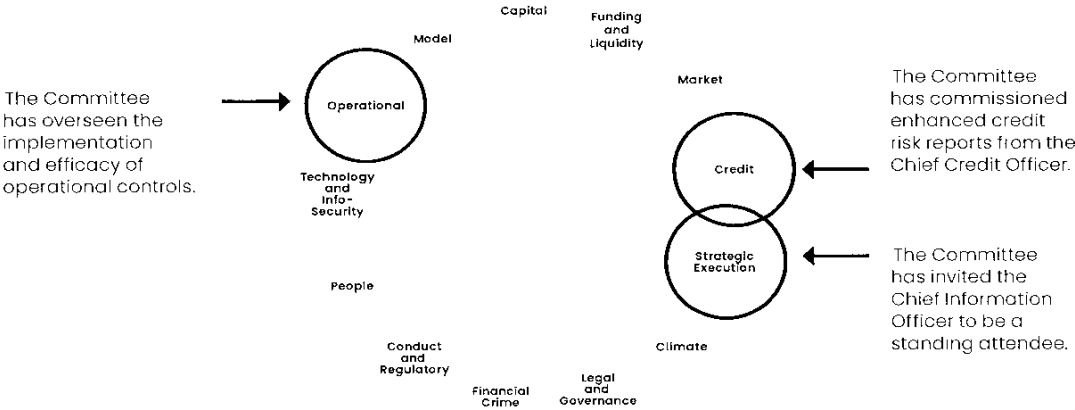 Capital
Funding
and
Liquidity
Model
Market
Operational
The Committee
has overseen the
implementation
and efficacy of
operational controls.
The Committee
has commissioned
enhanced credit
risk reports from the
Chief Credit Officer.
Credit
Technology
and
Info-
Security
Strategic
Execution
The Committee
has invited the
Chief Information
Officer to be a
standing attendee.
People
Conduct
and
Regulatory
Climate
Financial
Crime
Legal
and
Governance